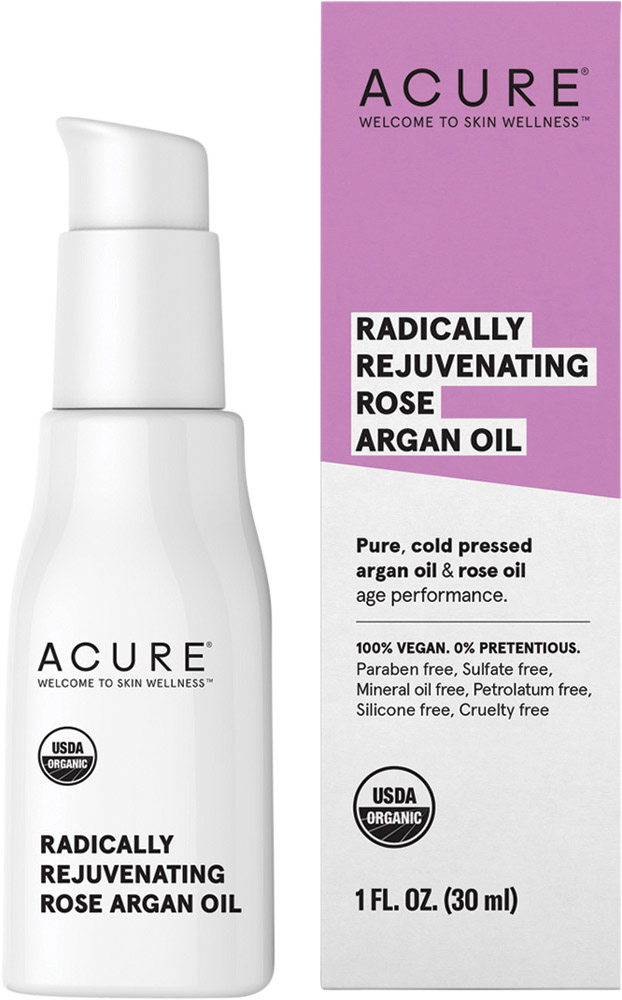 ACURE®
WELCOME TO SKIN WELLNESS™
USDA
ORGANIC
RADICALLY
REJUVENATING
ROSE ARGAN OIL
ACURE®
WELCOME TO SKIN WELLNESS™
RADICALLY
REJUVENATING
ROSE
ARGAN OIL
Pure, cold pressed
argan oil & rose oil
age performance.
100% VEGAN. 0% PRETENTIOUS.
Paraben free, Sulfate free,
Mineral oil free, Petrolatum free,
Silicone free, Cruelty free
USDA
ORGANIC
1 FL. OZ. (30 ml)